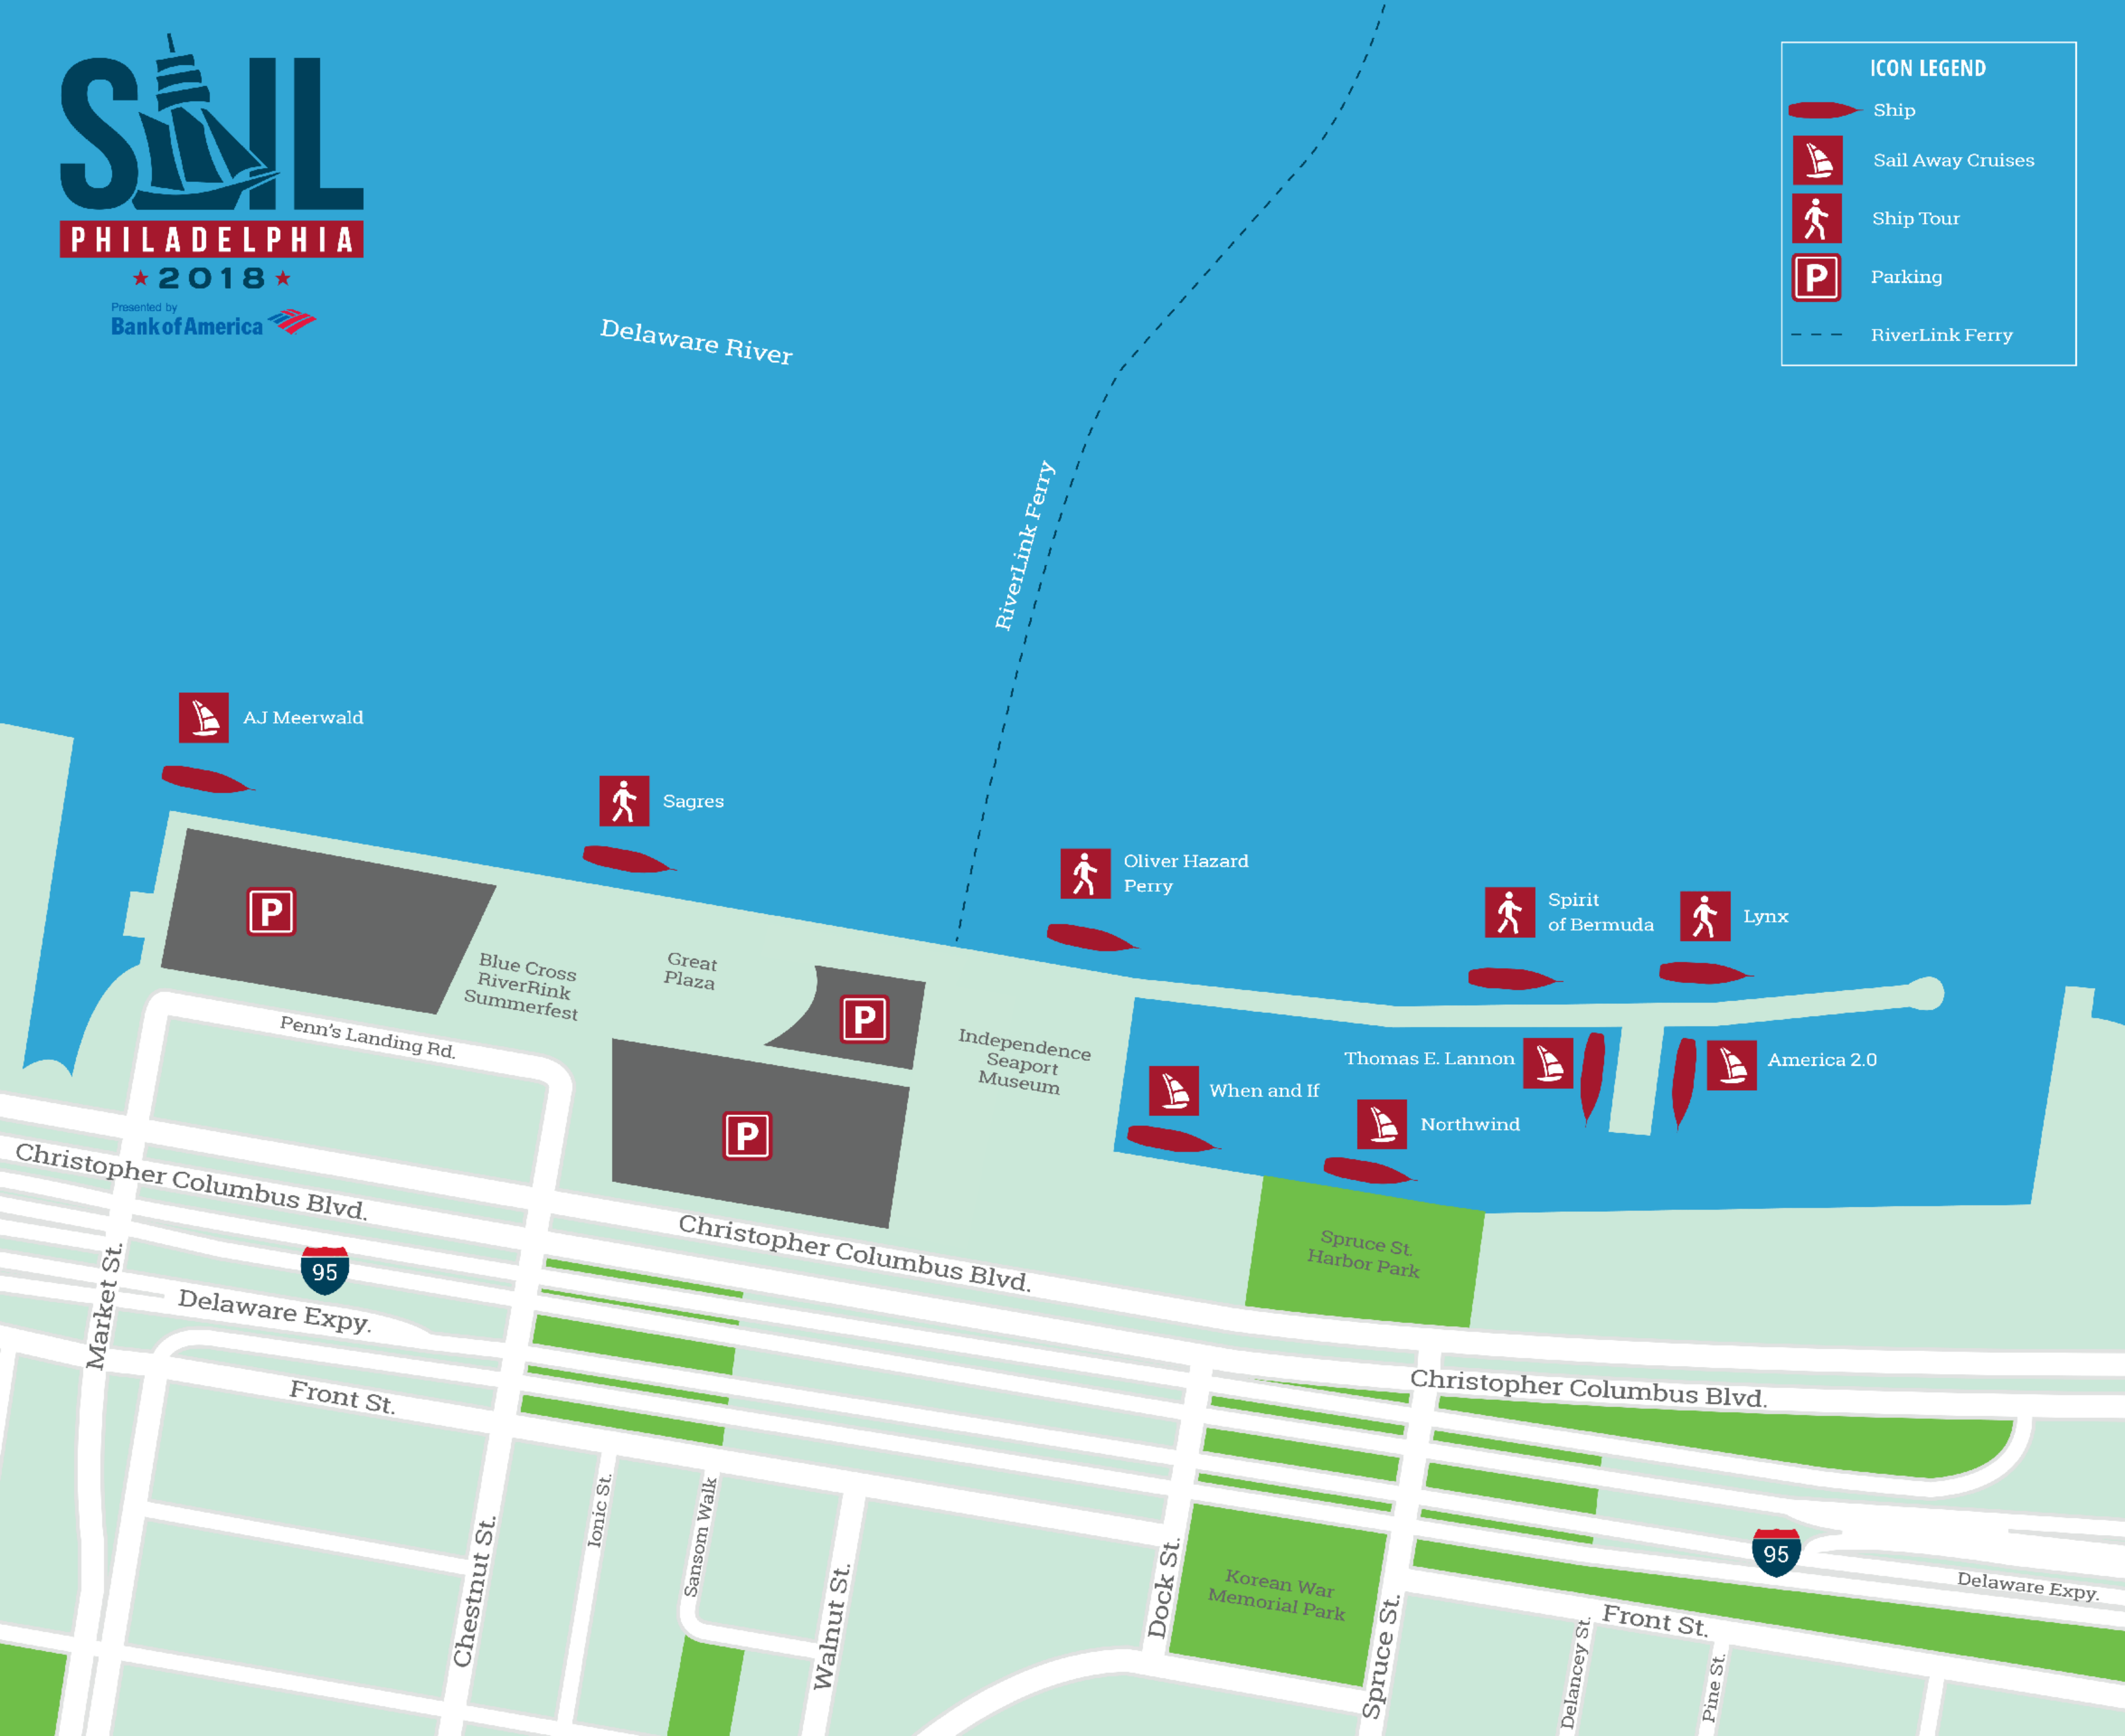 SAIL
PHILADELPHIA
2018
Presented by
Bank of America
ICON LEGEND
Ship
Sail Away Cruises
Ship Tour
P
Parking
RiverLink Ferry
Delaware River
RiverLink Ferry
AJ Meerwald
Sagres
Oliver Hazard
Perry
Spirit
of Bermuda
Lynx
P
Blue Cross
RiverRink
Summerfest
Great
Plaza
P
Independence
Seaport
Museum
Thomas E. Lannon
America 2.0
When and If
Northwind
Penn's Landing Rd.
P
Christopher Columbus Blvd.
Christopher Columbus Blvd.
Spruce St.
Harbor Park
Market St.
95
Delaware Expy.
Front St.
Christopher Columbus Blvd.
Chestnut St.
Ionic St.
Sansom Walk
Walnut St.
Dock St.
Korean War
Memorial Park
Spruce St.
95
Delaware Expy.
Front St.
Delancey St.
Pine St.